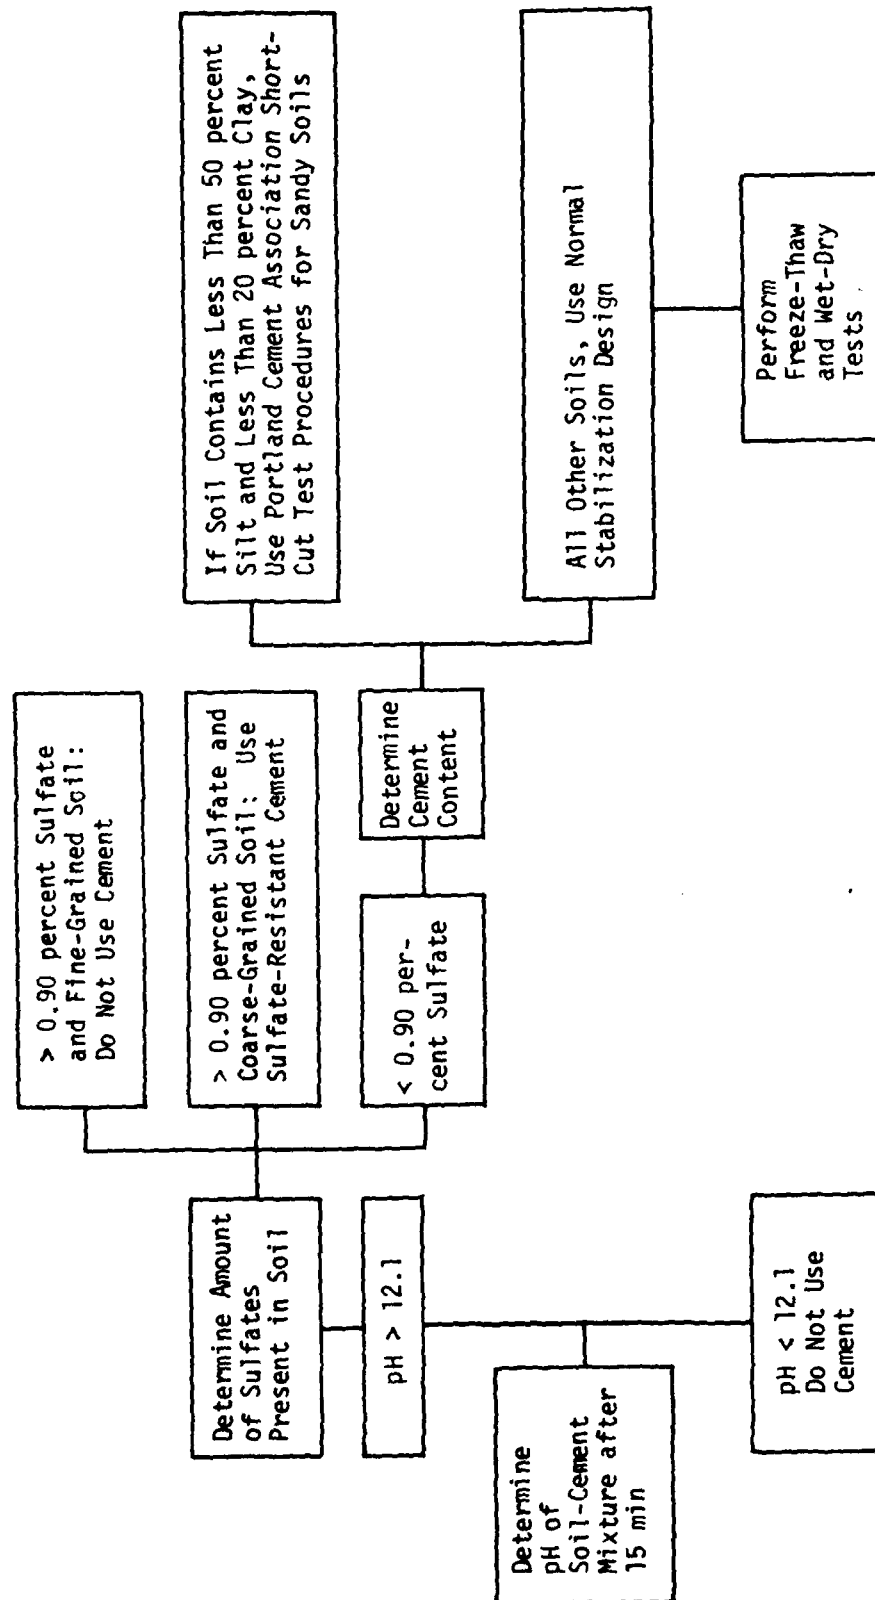 Determine
pH of
Soil-Cement
Mixture after
15 min
pH > 12.1
pH < 12.1
Do Not Use
Cement
Determine Amount
of Sulfates
Present in Soil
> 0.90 percent Sulfate
and Fine-Grained Soil:
Do Not Use Cement
> 0.90 percent Sulfate and
Coarse-Grained Soil: Use
Sulfate-Resistant Cement
< 0.90 per-
cent Sulfate
Determine
Cement
Content
If Soil Contains Less Than 50 percent
Silt and Less Than 20 percent Clay,
Use Portland Cement Association Short-
Cut Test Procedures for Sandy Soils
All Other Soils, Use Normal
Stabilization Design
Perform
Freeze-Thaw
and Wet-Dry
Tests